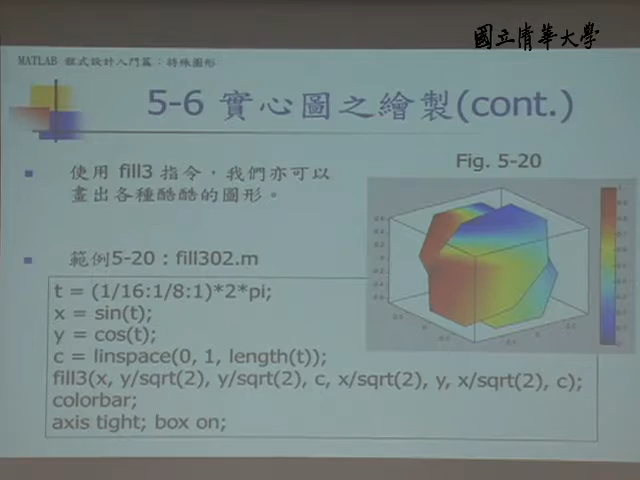 國立清華大學
MATLAB 程式設計入門篇：特殊圖形
5-6 實心圖之繪製(cont.)
使用 fill3 指令，我們亦可以
畫出各種酷酷的圖形。
Fig. 5-20
範例5-20：fill302.m
t = (1/16:1/8:1)*2*pi;
x = sin(t);
y = cos(t);
c = linspace(0, 1, length(t));
fill3(x, y/sqrt(2), y/sqrt(2), c, x/sqrt(2), y, x/sqrt(2), c);
colorbar;
axis tight; box on;